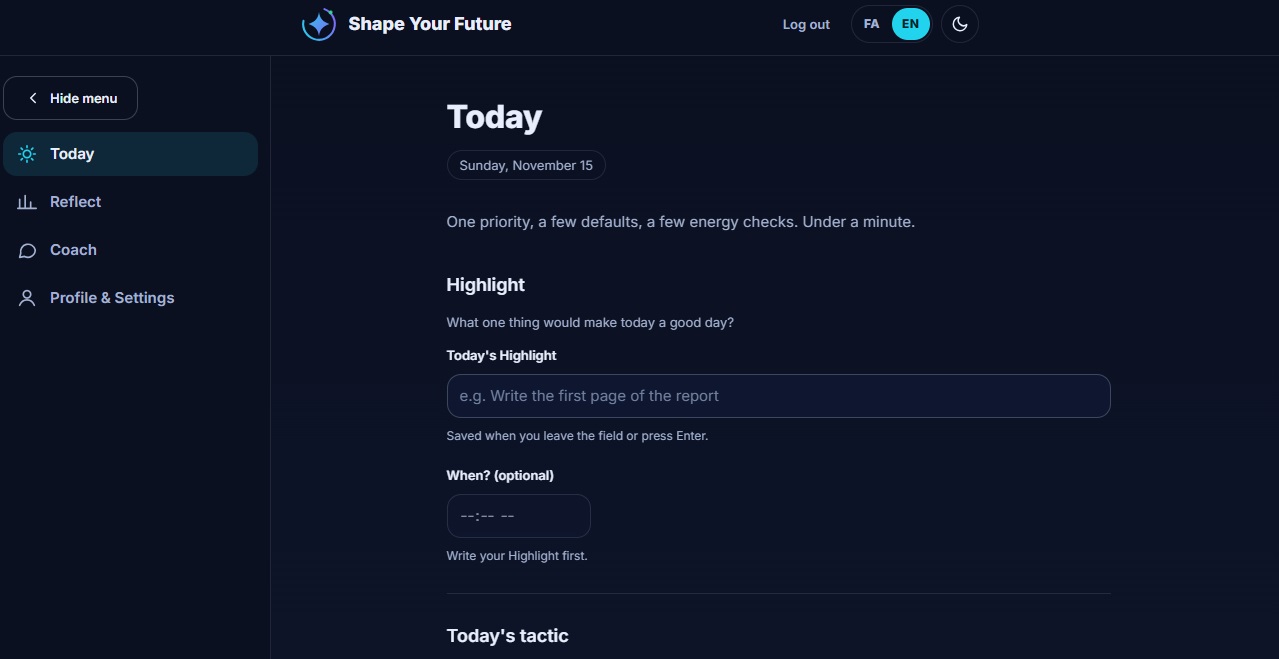 Shape Your Future
Log out
FA
EN
Hide menu
Today
Reflect
Coach
Profile & Settings
Today
Sunday, November 15
One priority, a few defaults, a few energy checks. Under a minute.
Highlight
What one thing would make today a good day?
Today's Highlight
e.g. Write the first page of the report
Saved when you leave the field or press Enter.
When? (optional)
--:-- --
Write your Highlight first.
Today's tactic